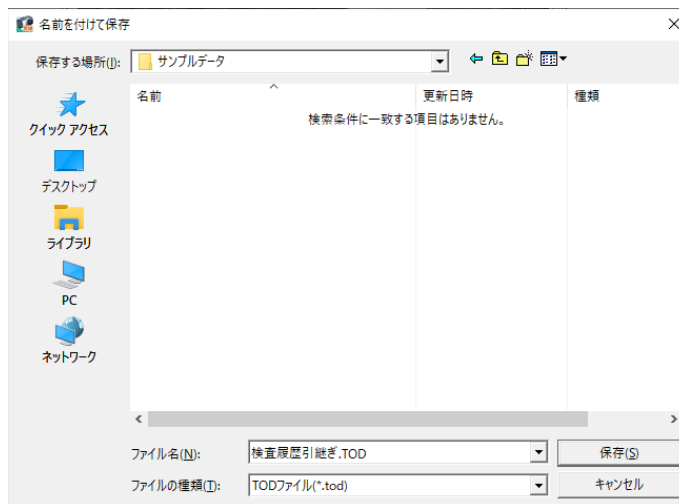 名前を付けて保存
保存する場所(I):
サンプルデータ
名前
更新日時
種類
検索条件に一致する項目はありません。
クイック アクセス
デスクトップ
ライブラリ
PC
ネットワーク
ファイル名(N):
検査履歴引継ぎ.TOD
保存(S)
ファイルの種類(T):
TODファイル(*.tod)
キャンセル